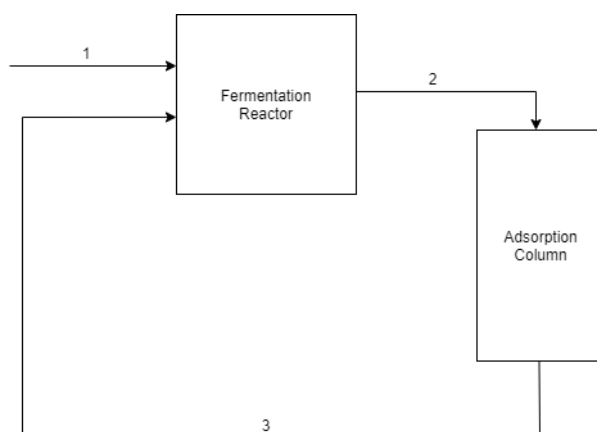 1
Fermentation
Reactor
2
Adsorption
Column
3